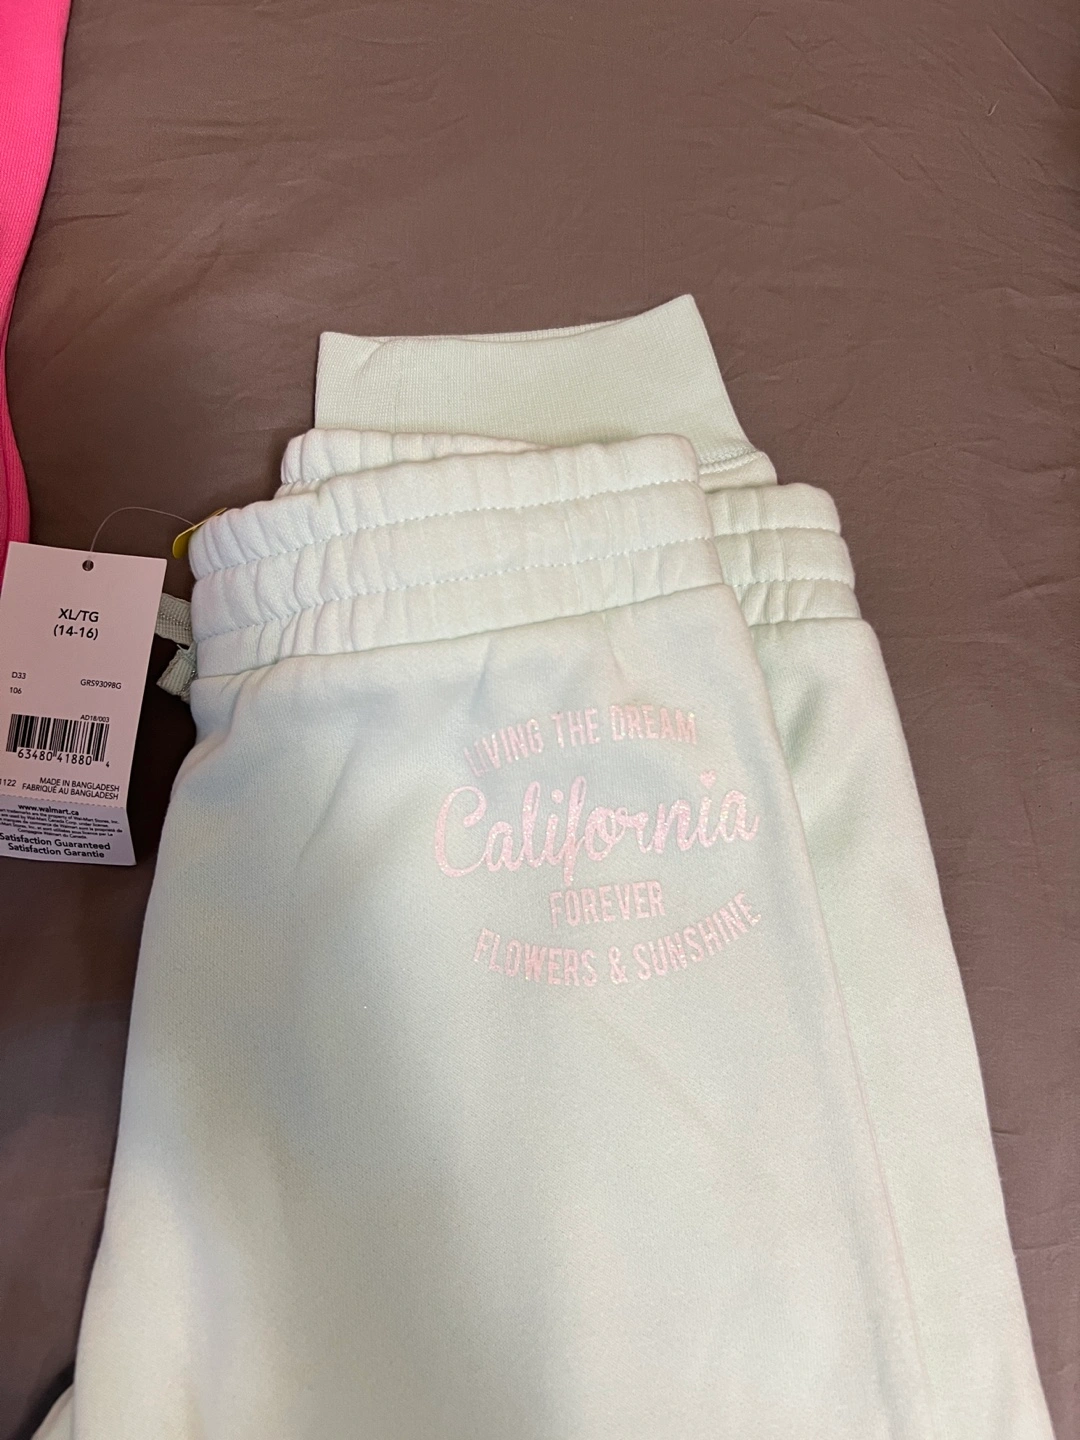 XL/TG
(14-16)
D33
GRS93098G
106
AD18/003
63480 41880 4
1122
MADE IN BANGLADESH
FABRIQUÉ AU BANGLADESH
www.walmart.ca
Satisfaction Guaranteed
Satisfaction Garantie
LIVING THE DREAM
California
FOREVER
FLOWERS & SUNSHINE